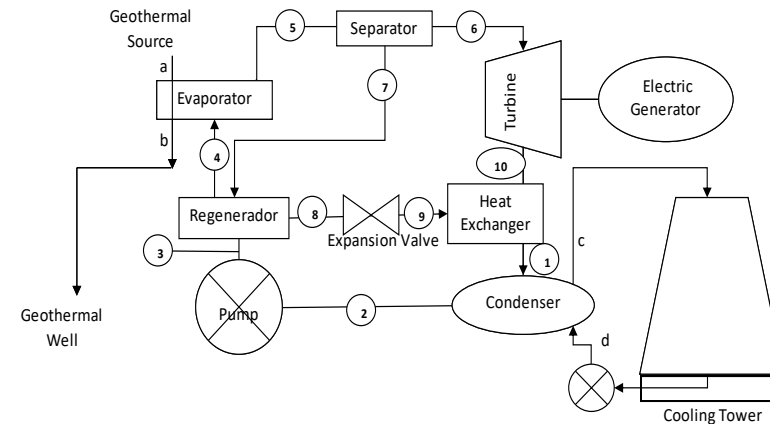 Geothermal
Source
5
Separator
6
a
7
Evaporator
Turbine
Electric
Generator
b
4
10
Regenerador
8
9
Heat
Exchanger
Expansion Valve
3
1
c
Pump
2
Condenser
Geothermal
Well
d
Cooling Tower